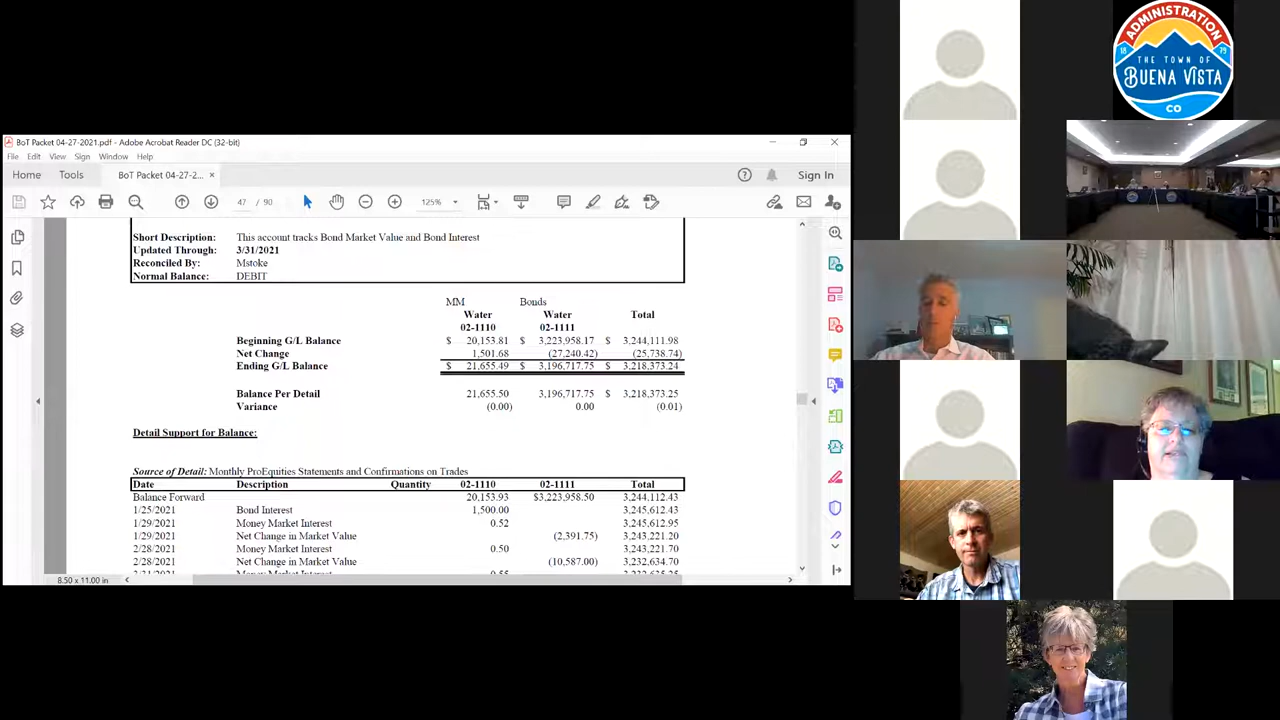 BoT Packet 04-27-2021.pdf - Adobe Acrobat Reader DC (32-bit)
File Edit View Sign Window Help
Home Tools BoT Packet 04-27-2... × Sign In
47 / 90 125%
Short Description: This account tracks Bond Market Value and Bond Interest
Updated Through: 3/31/2021
Reconciled By: Mstoke
Normal Balance: DEBIT
MM Bonds
Water Water Total
02-1110 02-1111
Beginning G/L Balance $ 20,153.81 $ 3,223,958.17 $ 3,244,111.98
Net Change 1,501.68 (27,240.42) (25,738.74)
Ending G/L Balance $ 21,655.49 $ 3,196,717.75 $ 3,218,373.24
Balance Per Detail 21,655.50 3,196,717.75 $ 3,218,373.25
Variance (0.00) 0.00 (0.01)
Detail Support for Balance:
Source of Detail: Monthly ProEquities Statements and Confirmations on Trades
Date Description Quantity 02-1110 02-1111 Total
Balance Forward 20,153.93 $3,223,958.50 3,244,112.43
1/25/2021 Bond Interest 1,500.00 3,245,612.43
1/29/2021 Money Market Interest 0.52 3,245,612.95
1/29/2021 Net Change in Market Value (2,391.75) 3,243,221.20
2/28/2021 Money Market Interest 0.50 3,243,221.70
2/28/2021 Net Change in Market Value (10,587.00) 3,232,634.70
8.50 x 11.00 in
ADMINISTRATION
18 79
THE TOWN OF
BUENA VISTA
CO